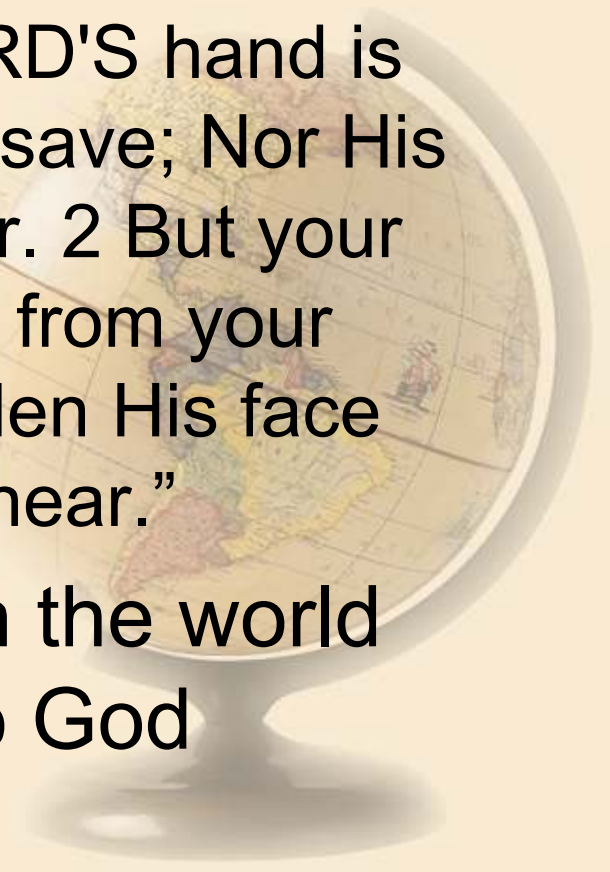 RD'S hand is
save; Nor His
r. 2 But your
from your
len His face
hear.”
the world
God